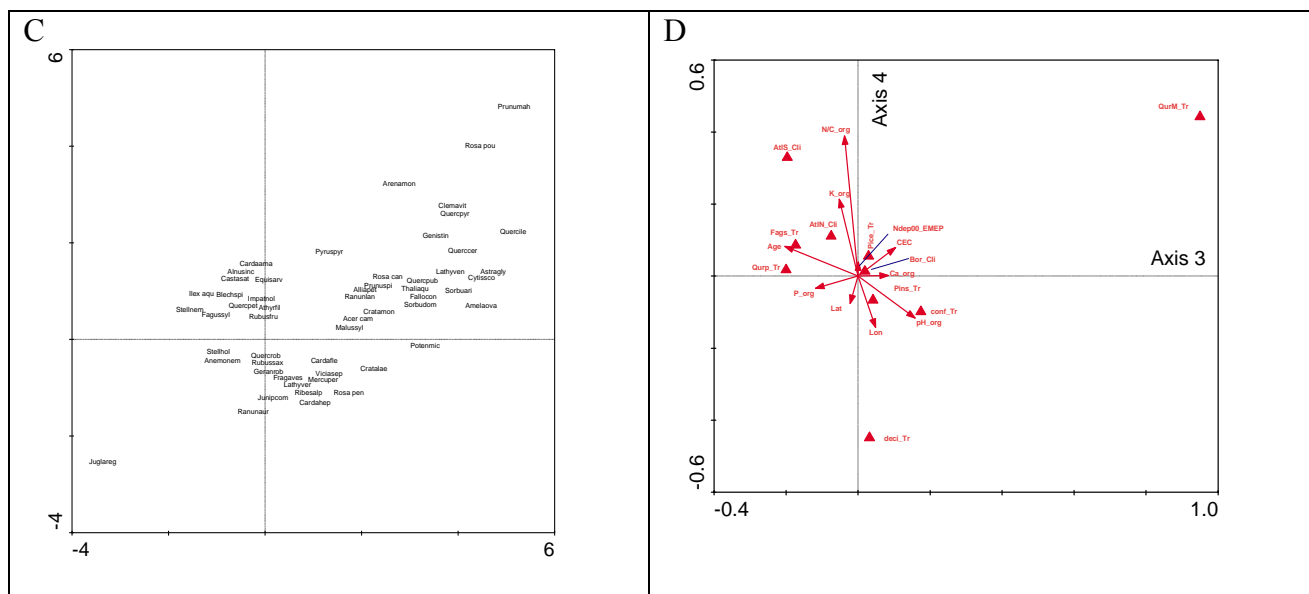 C
6
Prunumah
Rosa pou
Arenamon
Clemavit
Quercpyr
Quercile
Genistin
Pyruspyr
Querccer
Cardaama
Alnusinc
Castasat
Equisarv
Rosa can
Prunuspi
Quercpub
Lathyven
Astragly
Cytissco
Alliapet
Thaliaqu
Sorbuari
Ilex aqu
Blechspi
Impatnol
Ranunlan
Fallocon
Sorbudom
Amelaova
Stellnem
Quercpet
Athyrfil
Fagussyl
Rubusfru
Cratamon
Acer cam
Malussyl
Potenmic
Stellhol
Anemonem
Quercrob
Rubussax
Geranrob
Cardafle
Viciasep
Cratalae
Fragaves
Mercuper
Lathyver
Junipcom
Ribesalp
Rosa pen
Cardahep
Ranunaur
Juglareg
-4
-4
6
D
0.6
Axis 4
QurM_Tr
N/C_org
AtlS_Cli
K_org
AtlN_Cli
Pice_Tr
Ndep00_EMEP
Fags_Tr
CEC
Age
Axis 3
Bor_Cli
Qurp_Tr
Ca_org
P_org
Pins_Tr
Lat
conf_Tr
pH_org
Lon
deci_Tr
-0.6
-0.4
1.0